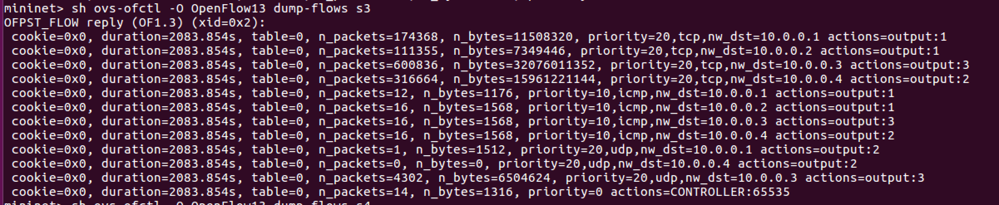 mininet> sh ovs-ofctl -O OpenFlow13 dump-flows s3
OFPST_FLOW reply (OF1.3) (xid=0x2):
cookie=0x0, duration=2083.854s, table=0, n_packets=174368, n_bytes=11508320, priority=20,tcp,nw_dst=10.0.0.1 actions=output:1
cookie=0x0, duration=2083.854s, table=0, n_packets=111355, n_bytes=7349446, priority=20,tcp,nw_dst=10.0.0.2 actions=output:1
cookie=0x0, duration=2083.854s, table=0, n_packets=600836, n_bytes=32076011352, priority=20,tcp,nw_dst=10.0.0.3 actions=output:3
cookie=0x0, duration=2083.854s, table=0, n_packets=316664, n_bytes=15961221144, priority=20,tcp,nw_dst=10.0.0.4 actions=output:2
cookie=0x0, duration=2083.854s, table=0, n_packets=12, n_bytes=1176, priority=10,icmp,nw_dst=10.0.0.1 actions=output:1
cookie=0x0, duration=2083.854s, table=0, n_packets=16, n_bytes=1568, priority=10,icmp,nw_dst=10.0.0.2 actions=output:1
cookie=0x0, duration=2083.854s, table=0, n_packets=16, n_bytes=1568, priority=10,icmp,nw_dst=10.0.0.3 actions=output:3
cookie=0x0, duration=2083.854s, table=0, n_packets=16, n_bytes=1568, priority=10,icmp,nw_dst=10.0.0.4 actions=output:2
cookie=0x0, duration=2083.854s, table=0, n_packets=1, n_bytes=1512, priority=20,udp,nw_dst=10.0.0.1 actions=output:2
cookie=0x0, duration=2083.854s, table=0, n_packets=0, n_bytes=0, priority=20,udp,nw_dst=10.0.0.4 actions=output:2
cookie=0x0, duration=2083.854s, table=0, n_packets=4302, n_bytes=6504624, priority=20,udp,nw_dst=10.0.0.3 actions=output:3
cookie=0x0, duration=2083.854s, table=0, n_packets=14, n_bytes=1316, priority=0 actions=CONTROLLER:65535
mininet> sh ovs-ofctl -O OpenFlow13 dump-flows s4